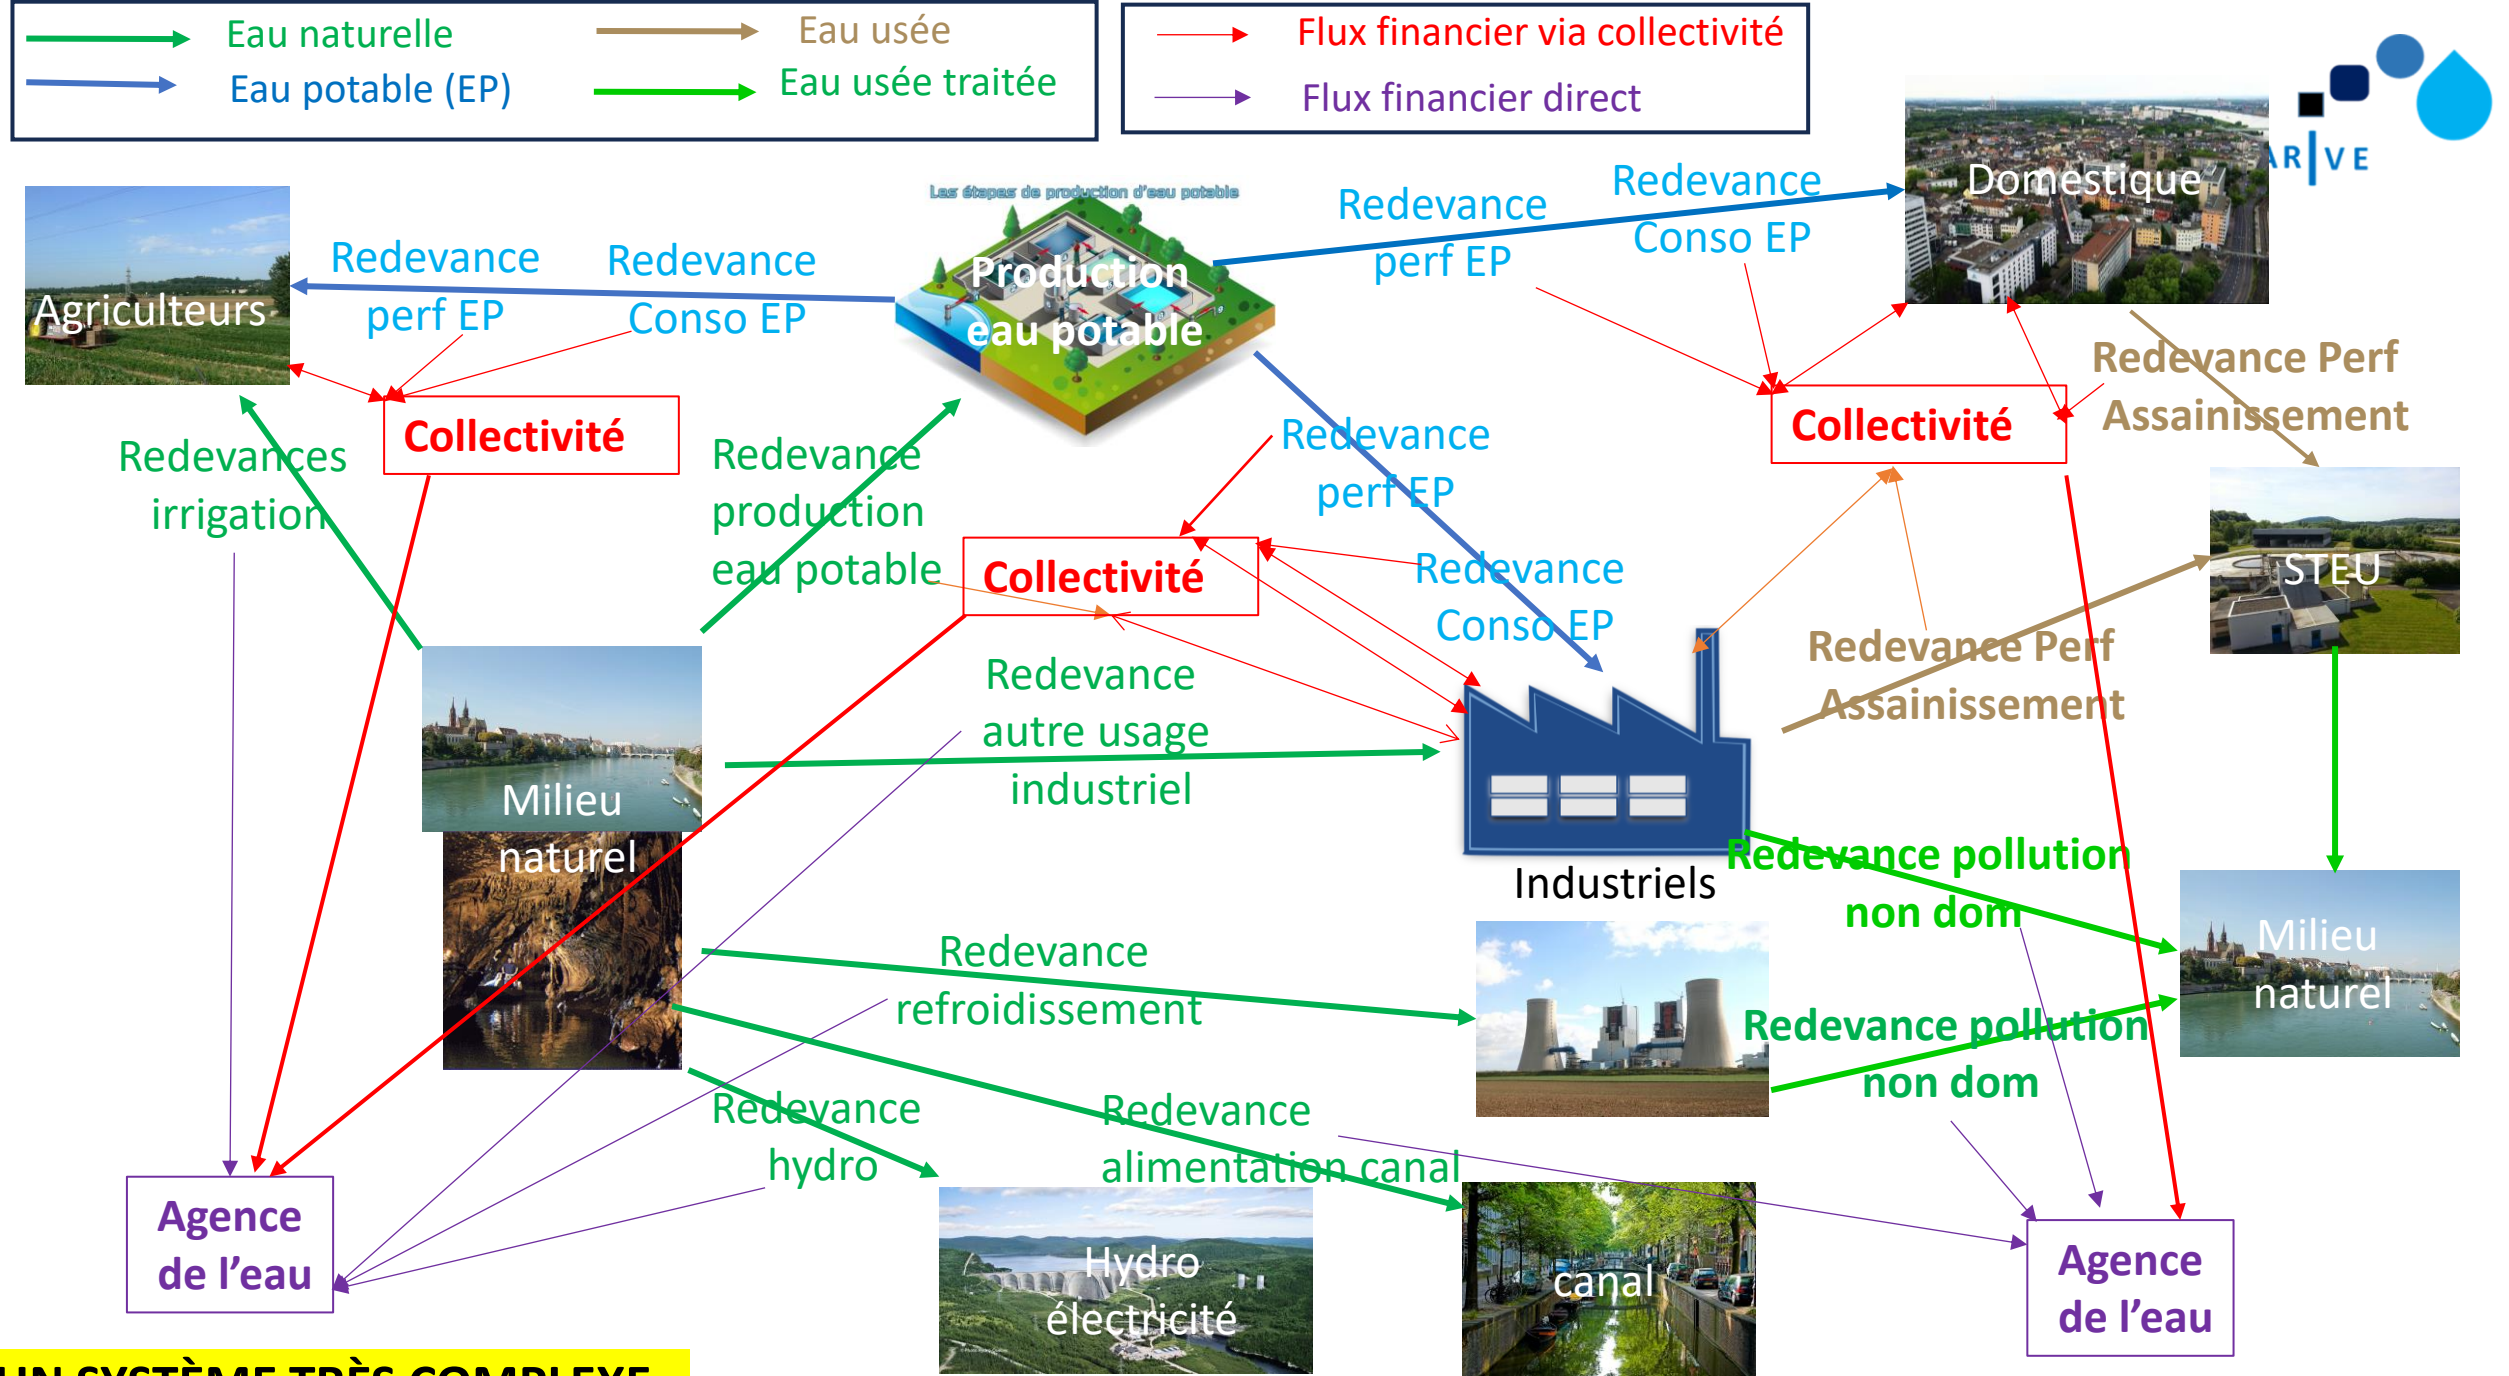 Eau naturelle
Eau usée
Eau potable (EP)
Eau usée traitée
Flux financier via collectivité
Flux financier direct
R VE
Les étapes de production d'eau potable
Domestique
Redevance
perf EP
Redevance
Conso EP
Agriculteurs
Redevance
perf EP
Redevance
Conso EP
Production
eau potable
Redevance Perf
Assainissement
Collectivité
Collectivité
Redevances
irrigation
Redevance
production
eau potable
Redevance
perf EP
Collectivité
Redevance
Conso EP
STEU
Redevance Perf
Assainissement
Redevance
autre usage
industriel
Milieu
naturel
Industriels
Redevance pollution
non dom
Milieu
naturel
Redevance
refroidissement
Redevance pollution
non dom
Redevance
hydro
Redevance
alimentation canal
Agence
de l'eau
Hydro
électricité
canal
Agence
de l'eau
UN SYSTÈME TRÈS COMPLEXE